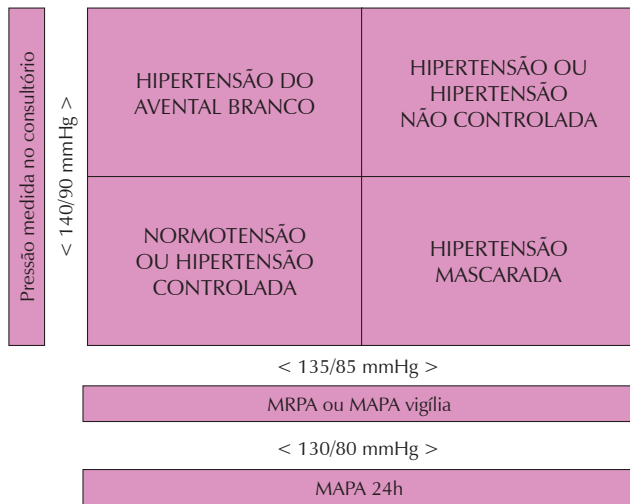 Pressão medida no consultório
< 140/90 mmHg >
HIPERTENSÃO DO
AVENTAL BRANCO
HIPERTENSÃO OU
HIPERTENSÃO
NÃO CONTROLADA
NORMOTENSÃO
OU HIPERTENSÃO
CONTROLADA
HIPERTENSÃO
MASCARADA
< 135/85 mmHg >
MRPA ou MAPA vigília
< 130/80 mmHg >
MAPA 24h